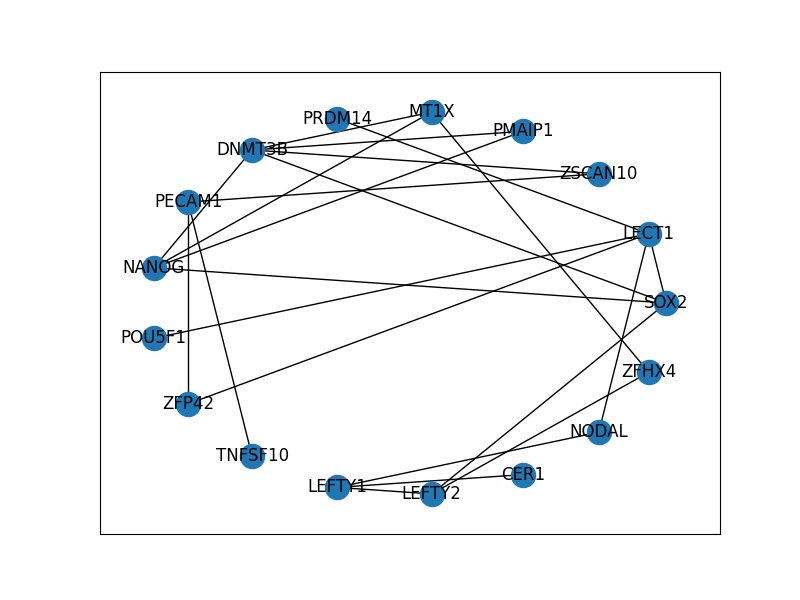 MT1X
PRDM14
PMAIP1
DNMT3B
ZSCAN10
PECAM1
LECT1
NANOG
SOX2
POU5F1
ZFHX4
ZFP42
NODAL
TNFSF10
CER1
LEFTY1
LEFTY2